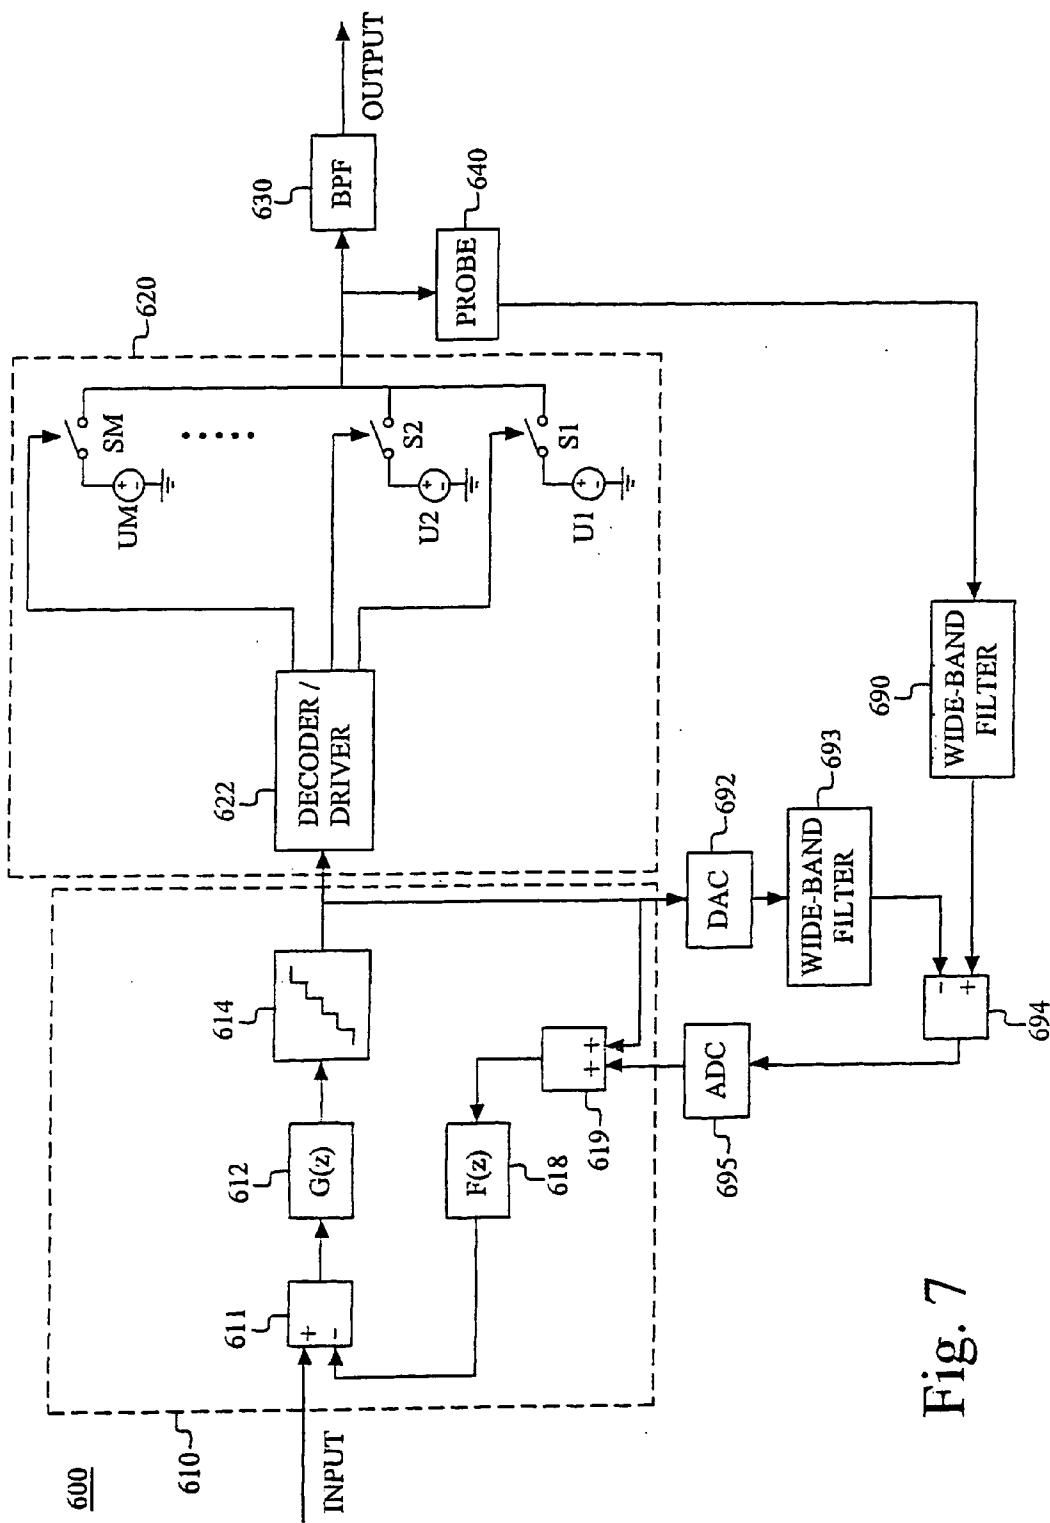 600
INPUT
610
611
+
-
612
G(z)
614
618
F(z)
619
+ +
622
DECODER /
DRIVER
620
UM
+
-
SM
U2
+
-
S2
U1
+
-
S1
630
BPF
OUTPUT
640
PROBE
690
WIDE-BAND
FILTER
692
DAC
693
WIDE-BAND
FILTER
694
-
+
695
ADC
Fig. 7